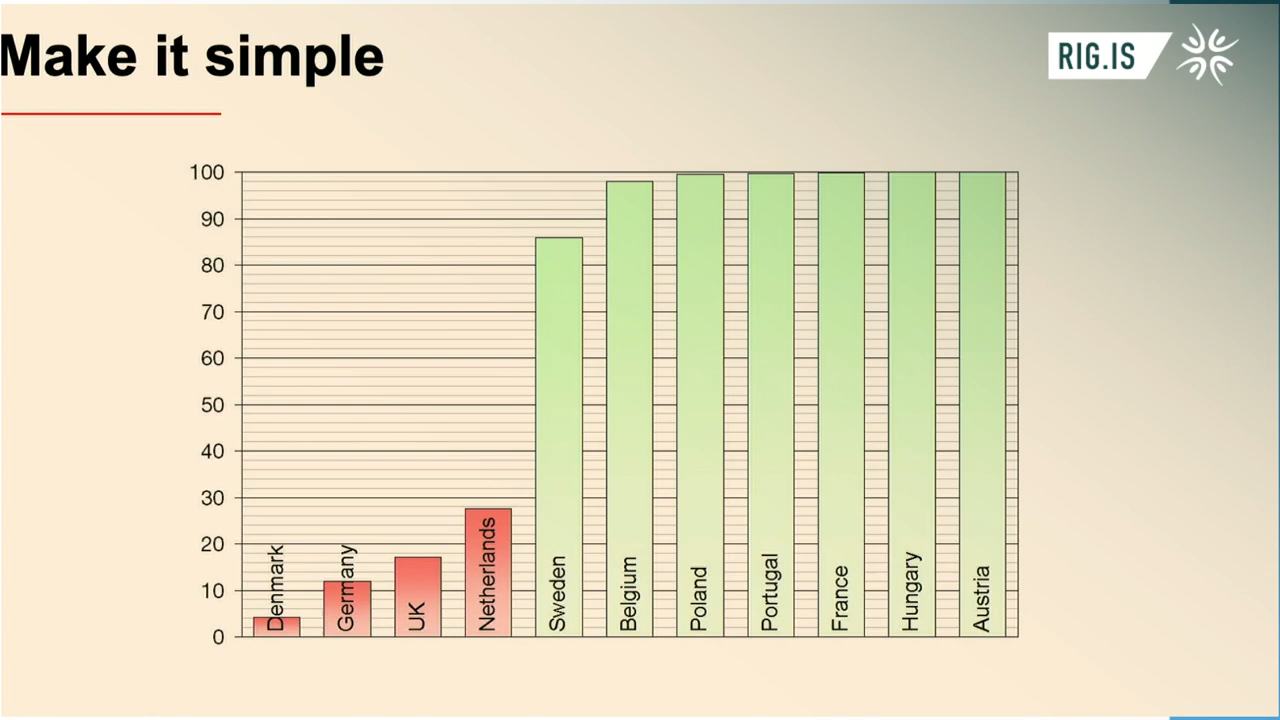 Make it simple
RIG.IS
100
90
80
70
60
50
40
30
20
10
0
Denmark
Germany
UK
Netherlands
Sweden
Belgium
Poland
Portugal
France
Hungary
Austria